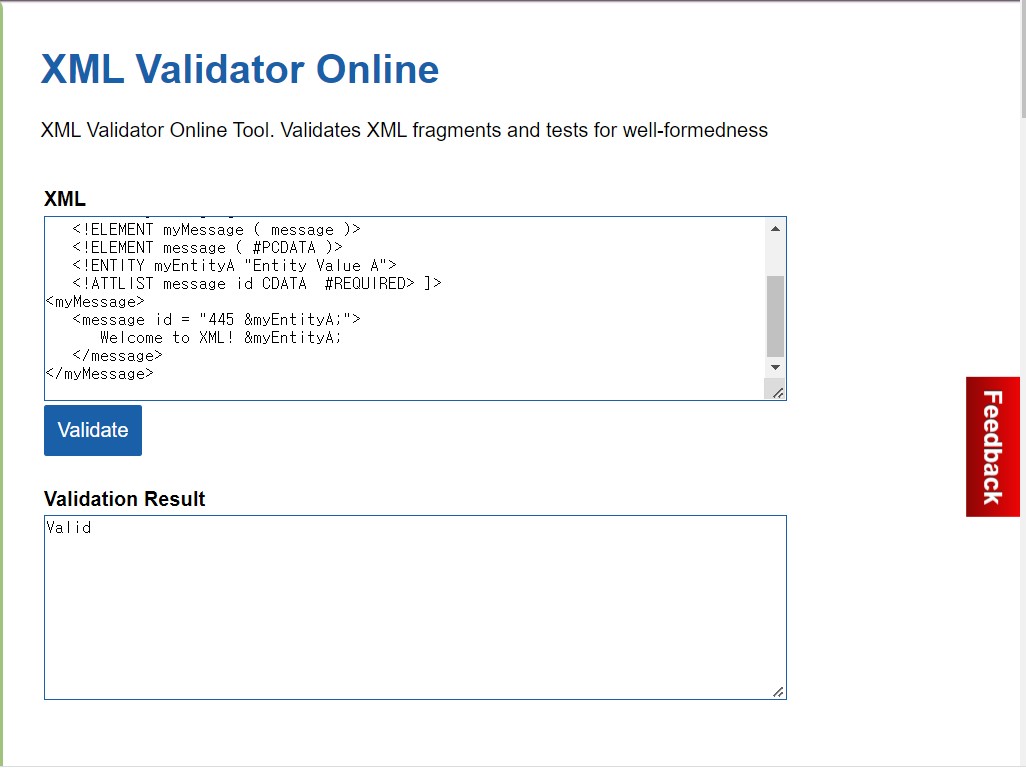 XML Validator Online
XML Validator Online Tool. Validates XML fragments and tests for well-formedness
XML
<!ELEMENT myMessage ( message )>
<!ELEMENT message ( #PCDATA )>
<!ENTITY myEntityA "Entity Value A">
<!ATTLIST message id CDATA  #REQUIRED> ]>
<myMessage>
<message id = "445 &myEntityA;">
Welcome to XML! &myEntityA;
</message>
</myMessage>
Validate
Feedback
Validation Result
Valid